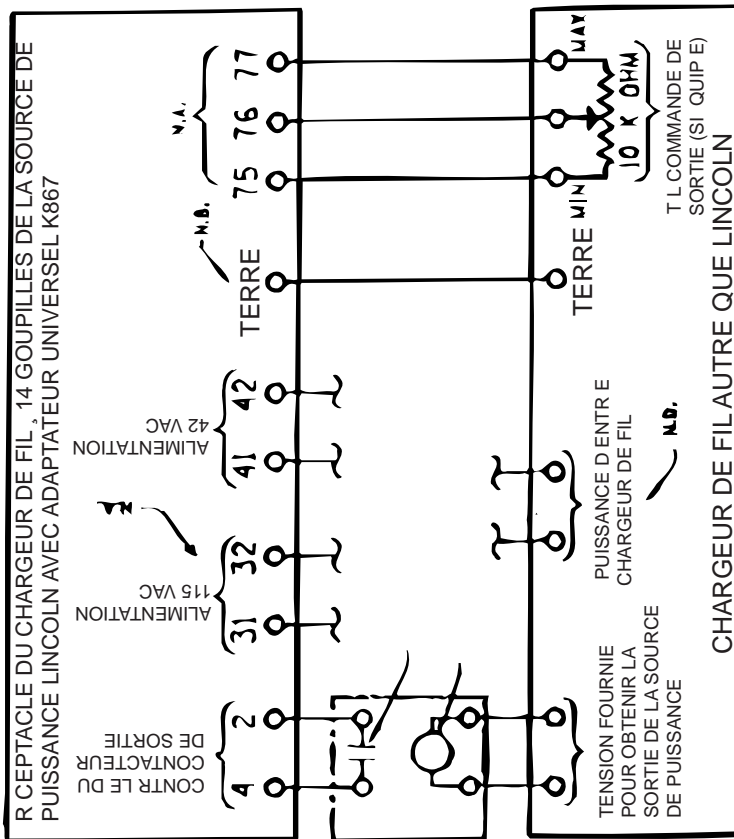 R CEPTACLE DU CHARGEUR DE FIL, 14 GOUPILLES DE LA SOURCE DE
PUISSANCE LINCOLN AVEC ADAPTATEUR UNIVERSEL K867
CONTR LE DU
CONTACTEUR
DE SORTIE
4
2
ALIMENTATION
115 VAC
31
32
ALIMENTATION
42 VAC
41
42
N.B.
TERRE
N.A.
75
76
77
TERRE
MIN
MAX
10 K OHM
T L COMMANDE DE
SORTIE (SI QUIP E)
PUISSANCE D ENTR E
CHARGEUR DE FIL
N.D.
TENSION FOURNIE
POUR OBTENIR LA
SORTIE DE LA SOURCE
DE PUISSANCE
CHARGEUR DE FIL AUTRE QUE LINCOLN